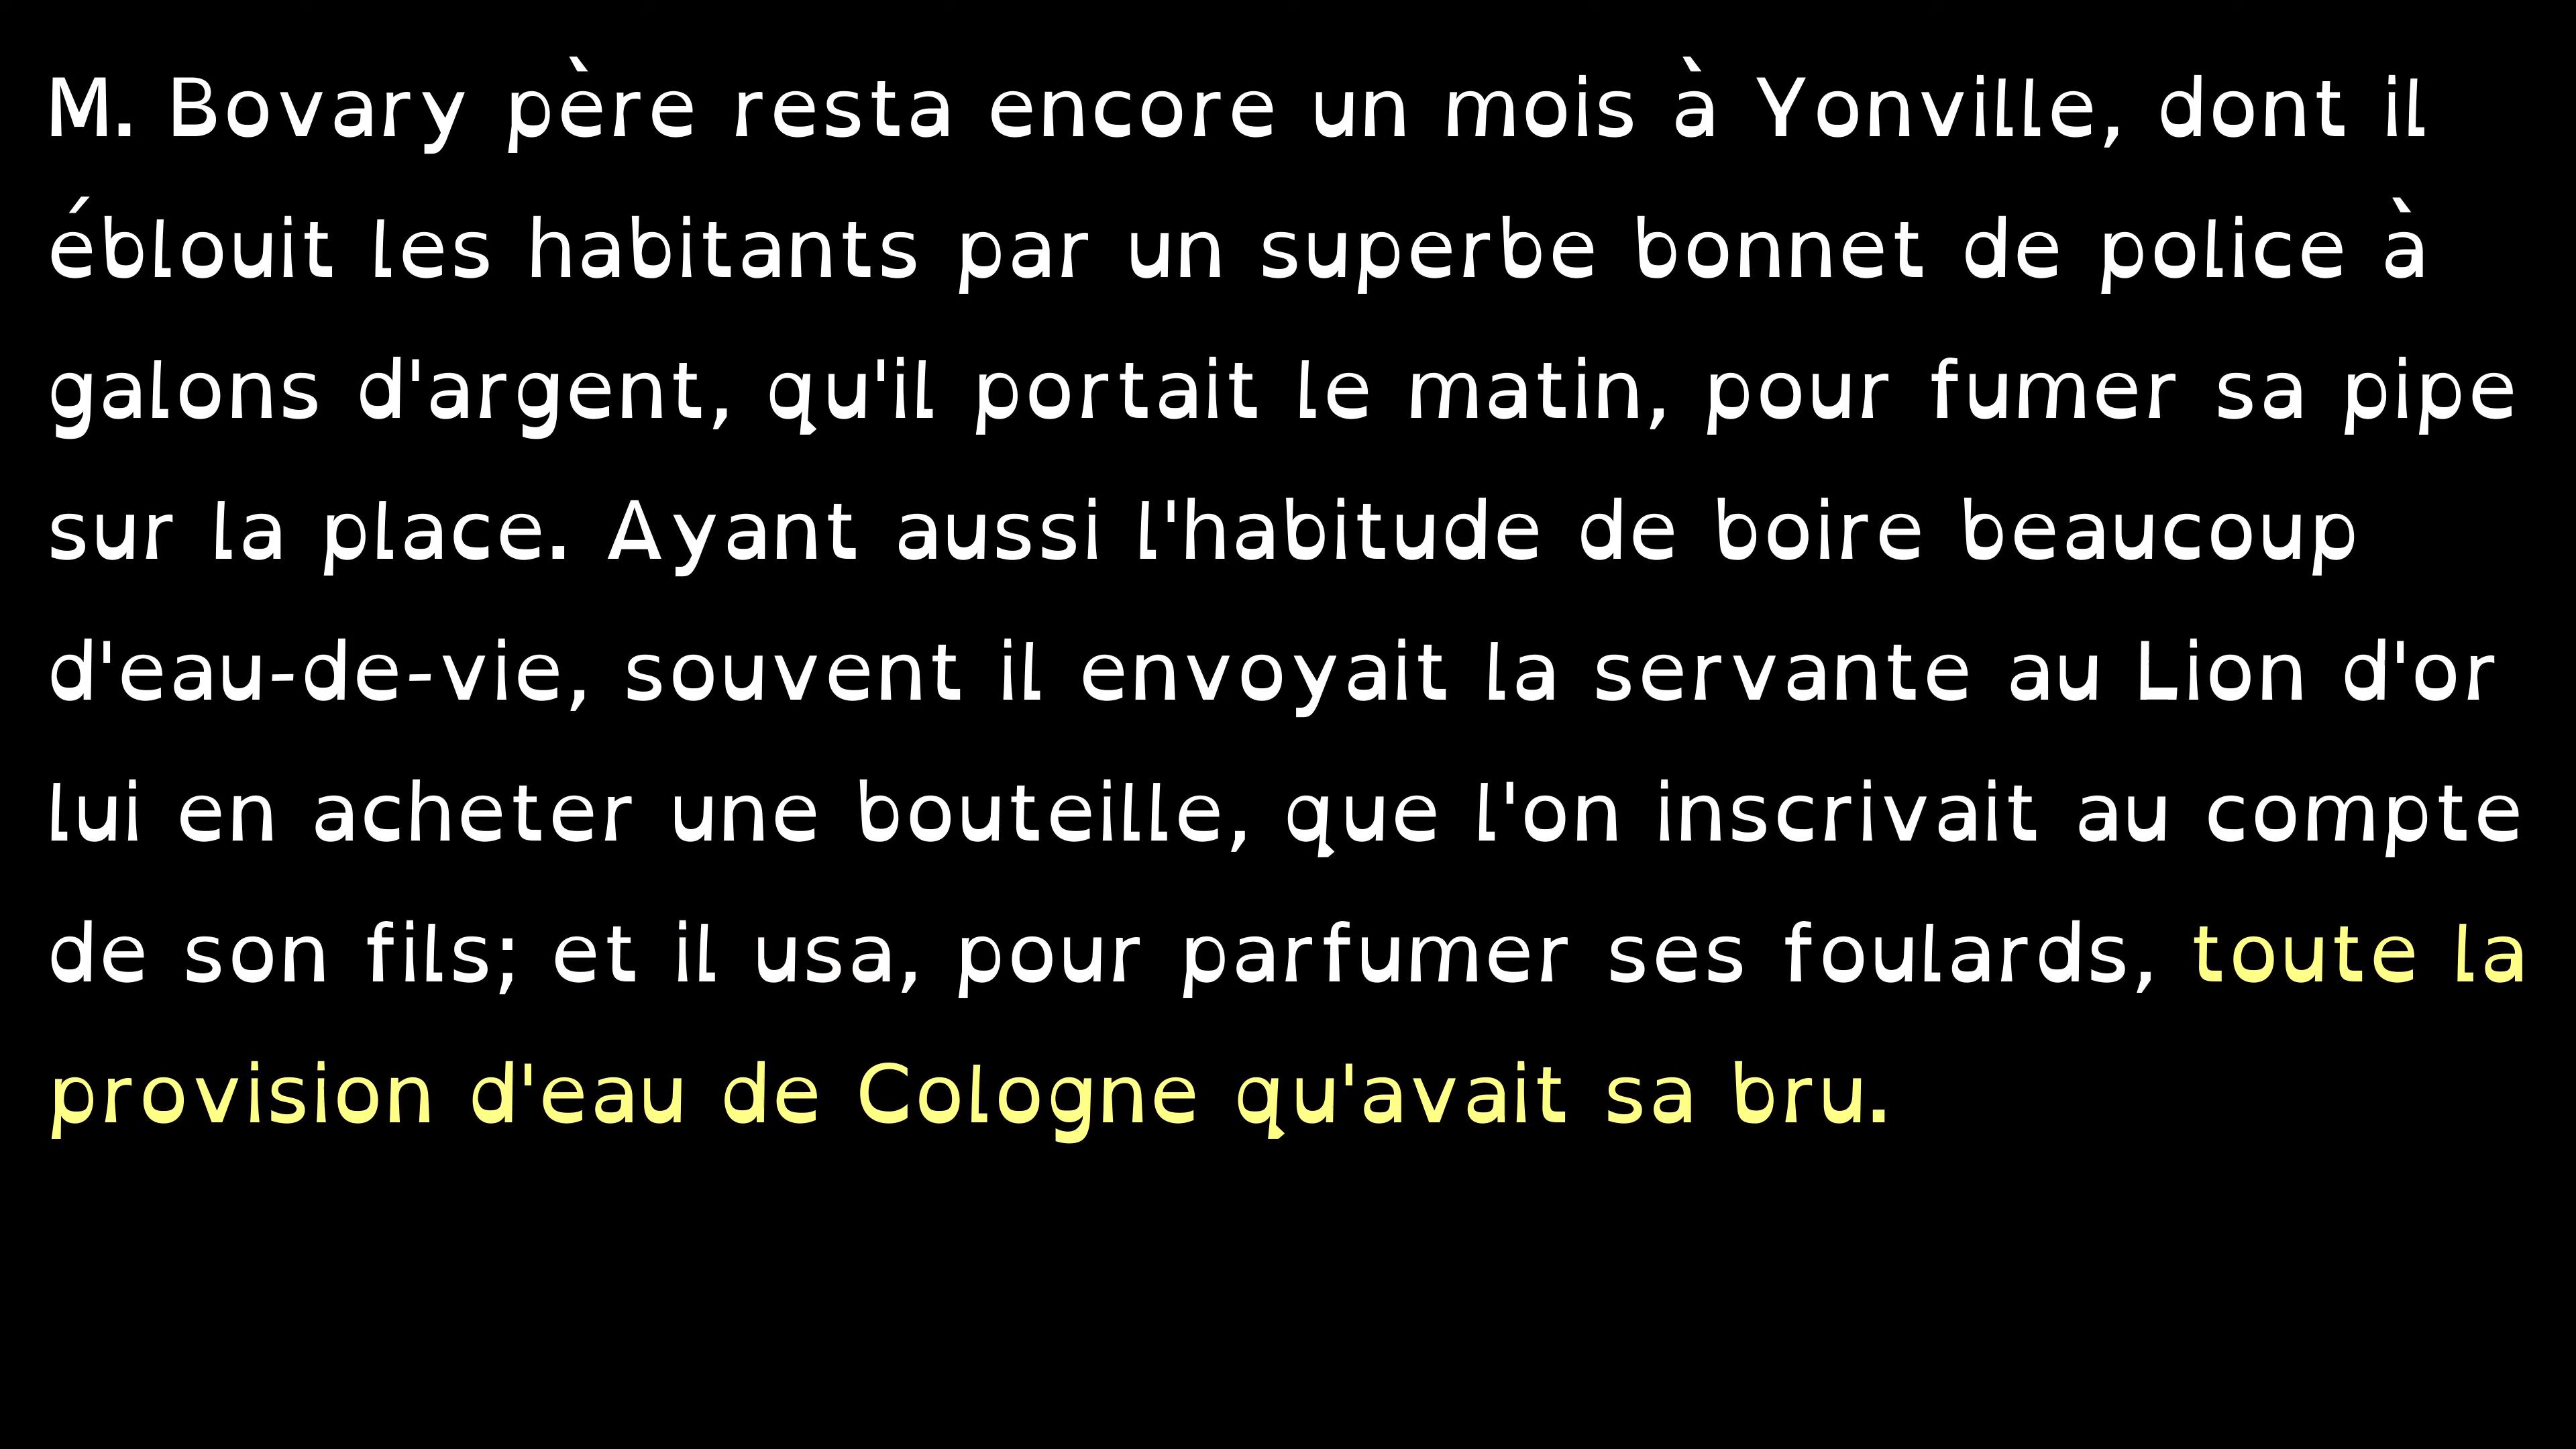 M. Bovary père resta encore un mois à Yonville, dont il
éblouit les habitants par un superbe bonnet de police à
galons d'argent, qu'il portait le matin, pour fumer sa pipe
sur la place. Ayant aussi l'habitude de boire beaucoup
d'eau-de-vie, souvent il envoyait la servante au Lion d'or
lui en acheter une bouteille, que l'on inscrivait au compte
de son fils; et il usa, pour parfumer ses foulards, toute la
provision d'eau de Cologne qu'avait sa bru.